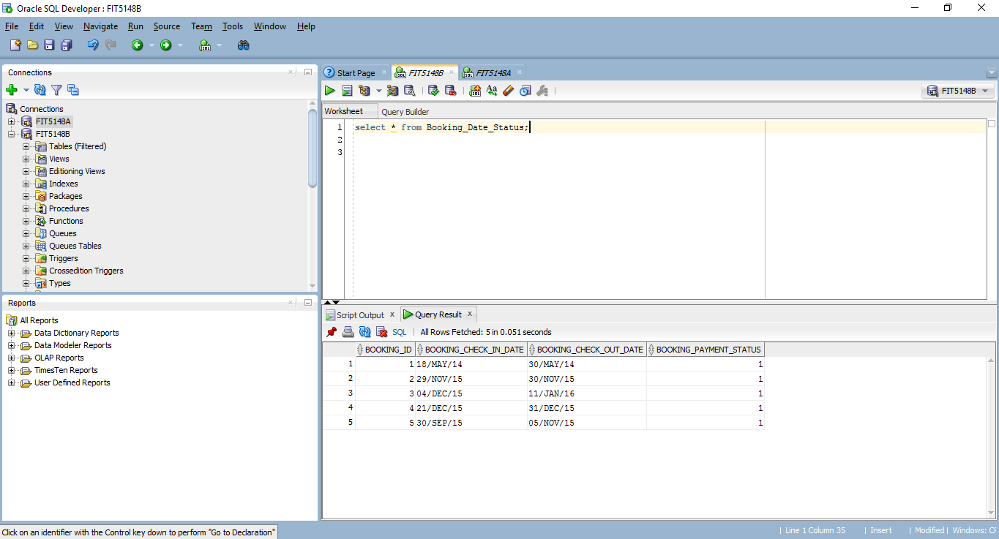 Oracle SQL Developer : FIT5148B
File Edit View Navigate Run Source Team Tools Window Help
Connections
Connections
FIT5148A
FIT5148B
Tables (Filtered)
Views
Editioning Views
Indexes
Packages
Procedures
Functions
Queues
Queues Tables
Triggers
Crossedition Triggers
Types
Reports
All Reports
Data Dictionary Reports
Data Modeler Reports
OLAP Reports
TimesTen Reports
User Defined Reports
Start Page FIT5148B FIT5148A
FIT5148B
Worksheet Query Builder
1 select * from Booking_Date_Status;
2
3
Script Output Query Result
SQL | All Rows Fetched: 5 in 0.051 seconds
BOOKING_ID BOOKING_CHECK_IN_DATE BOOKING_CHECK_OUT_DATE BOOKING_PAYMENT_STATUS
1 1 18/MAY/14 30/MAY/14 1
2 2 29/NOV/15 30/NOV/15 1
3 3 04/DEC/15 11/JAN/16 1
4 4 21/DEC/15 31/DEC/15 1
5 5 30/SEP/15 05/NOV/15 1
Click on an identifier with the Control key down to perform "Go to Declaration"
| Line 1 Column 35 | Insert | Modified | Windows: CF